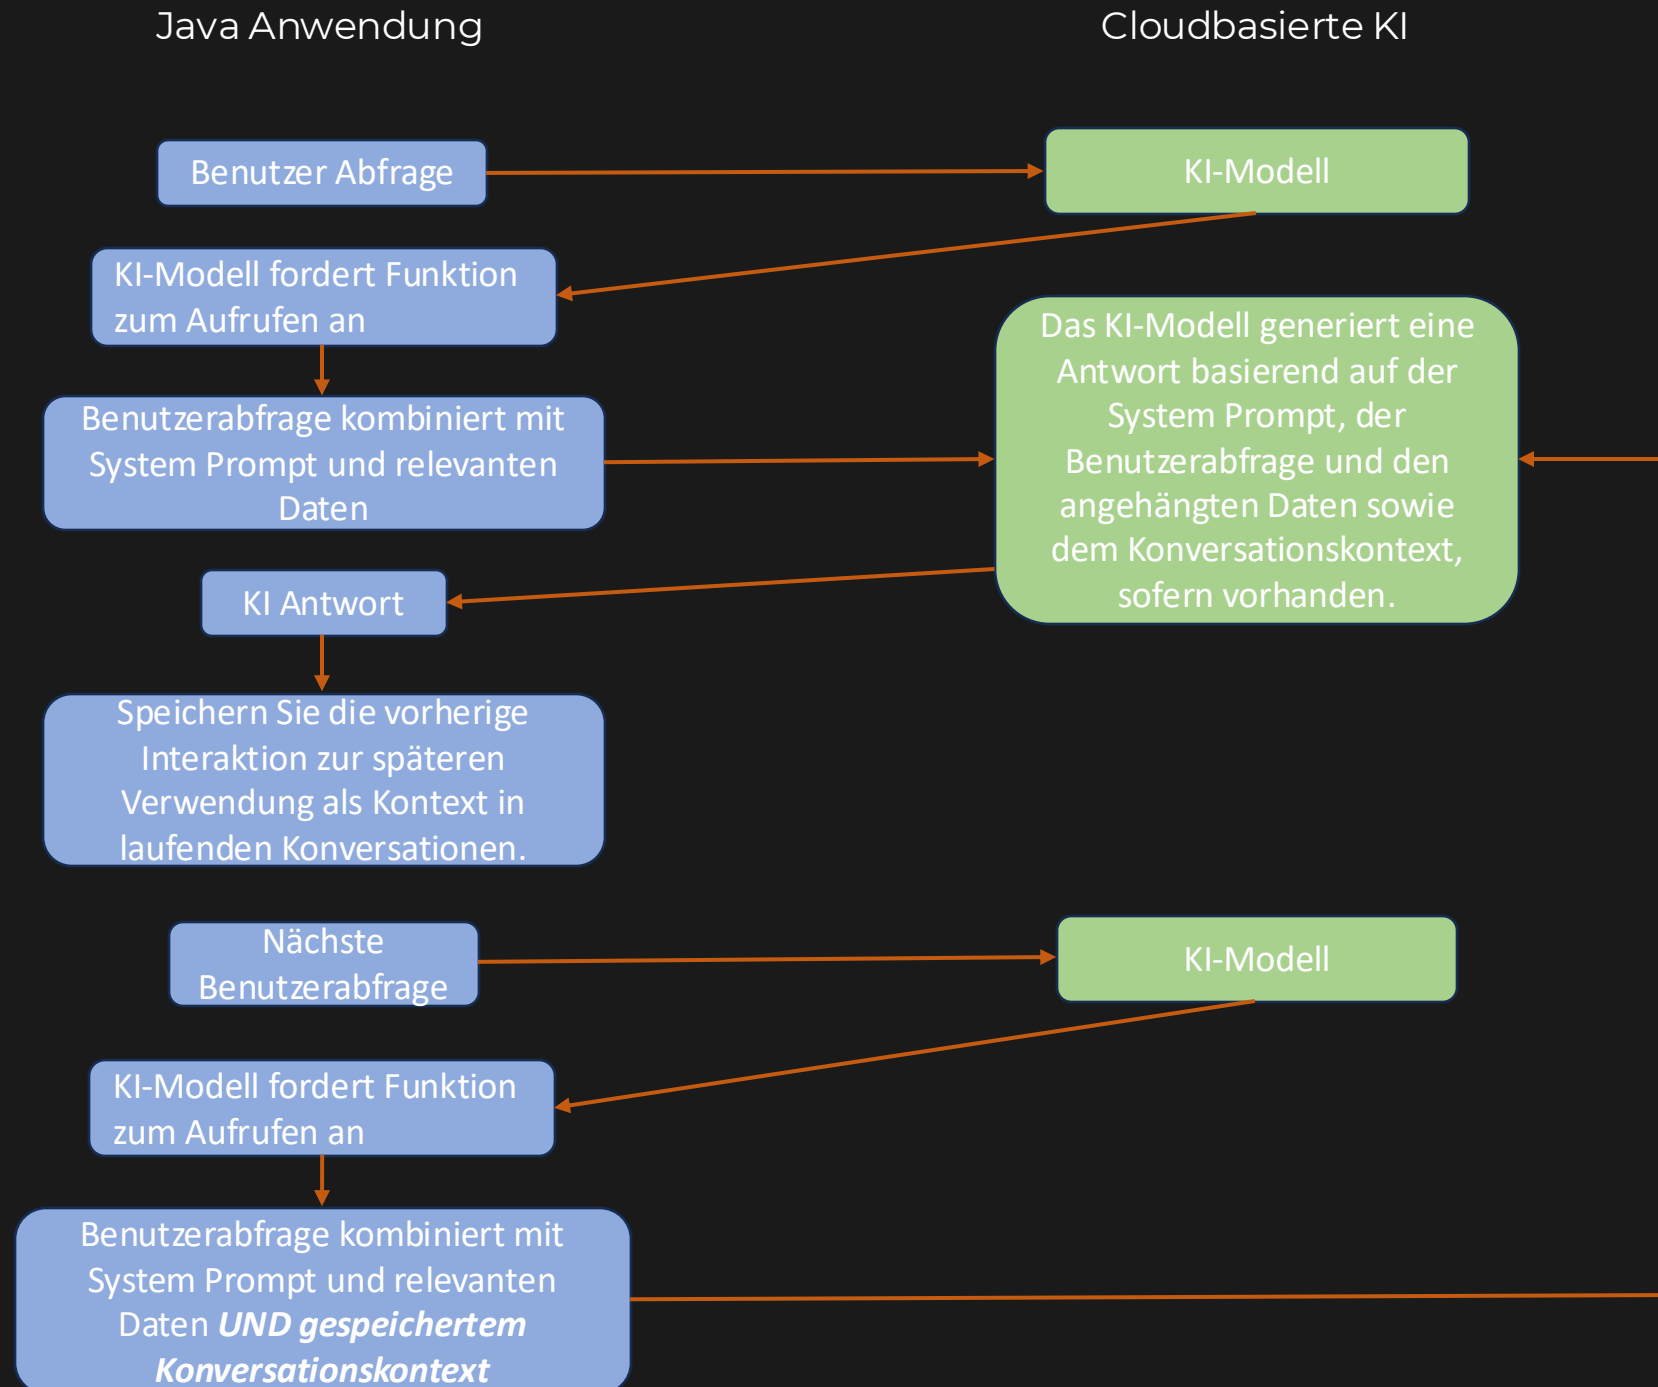 Java Anwendung
Cloudbasierte KI
Benutzer Abfrage
KI-Modell
KI-Modell fordert Funktion
zum Aufrufen an
Benutzerabfrage kombiniert mit
System Prompt und relevanten
Daten
Das KI-Modell generiert eine
Antwort basierend auf der
System Prompt, der
Benutzerabfrage und den
angehängten Daten sowie
dem Konversationskontext,
sofern vorhanden.
KI Antwort
Speichern Sie die vorherige
Interaktion zur späteren
Verwendung als Kontext in
laufenden Konversationen.
Nächste
Benutzerabfrage
KI-Modell
KI-Modell fordert Funktion
zum Aufrufen an
Benutzerabfrage kombiniert mit
System Prompt und relevanten
Daten UND gespeichertem
Konversationskontext